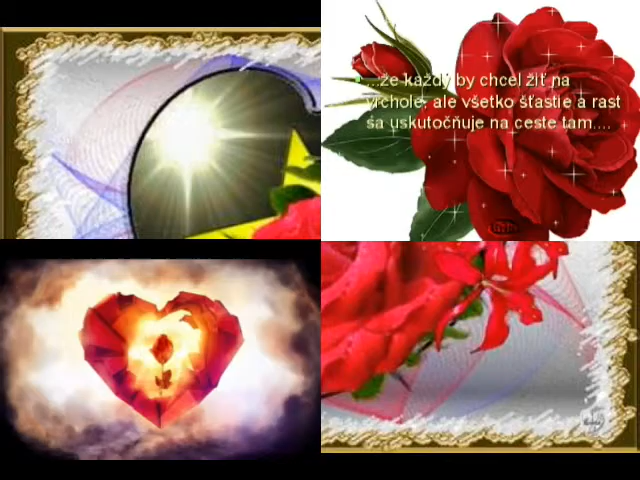 ...že každý by chcel žiť na
vrchole, ale všetko šťastie a rast
sa uskutočňuje na ceste tam....